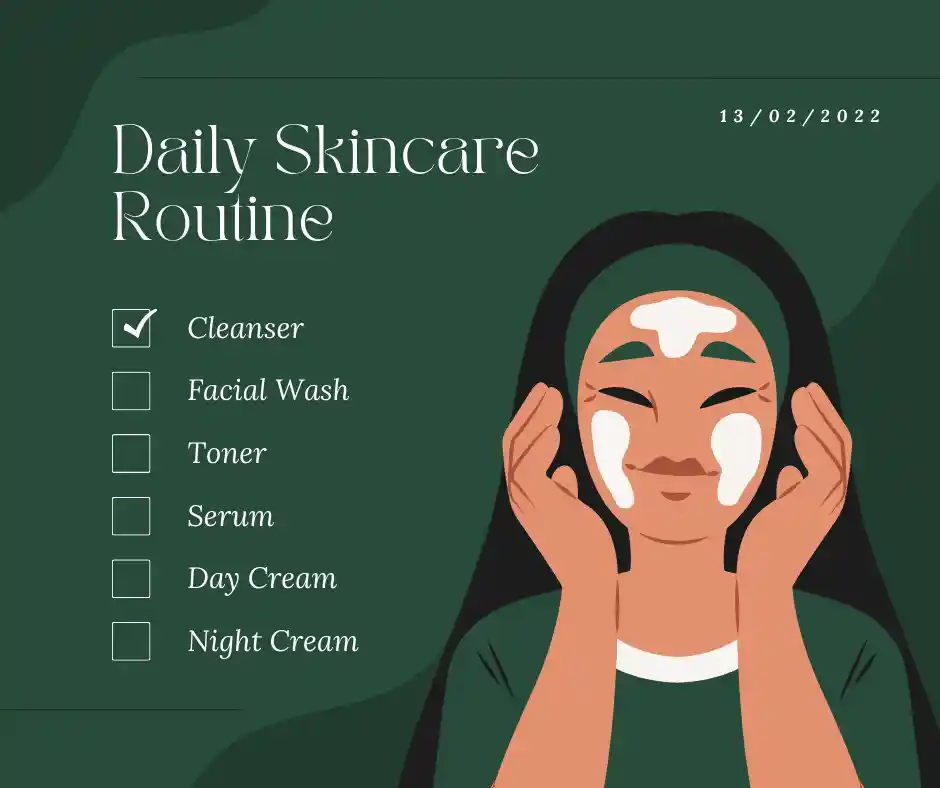 13/02/2022
Daily Skincare
Routine
Cleanser
Facial Wash
Toner
Serum
Day Cream
Night Cream